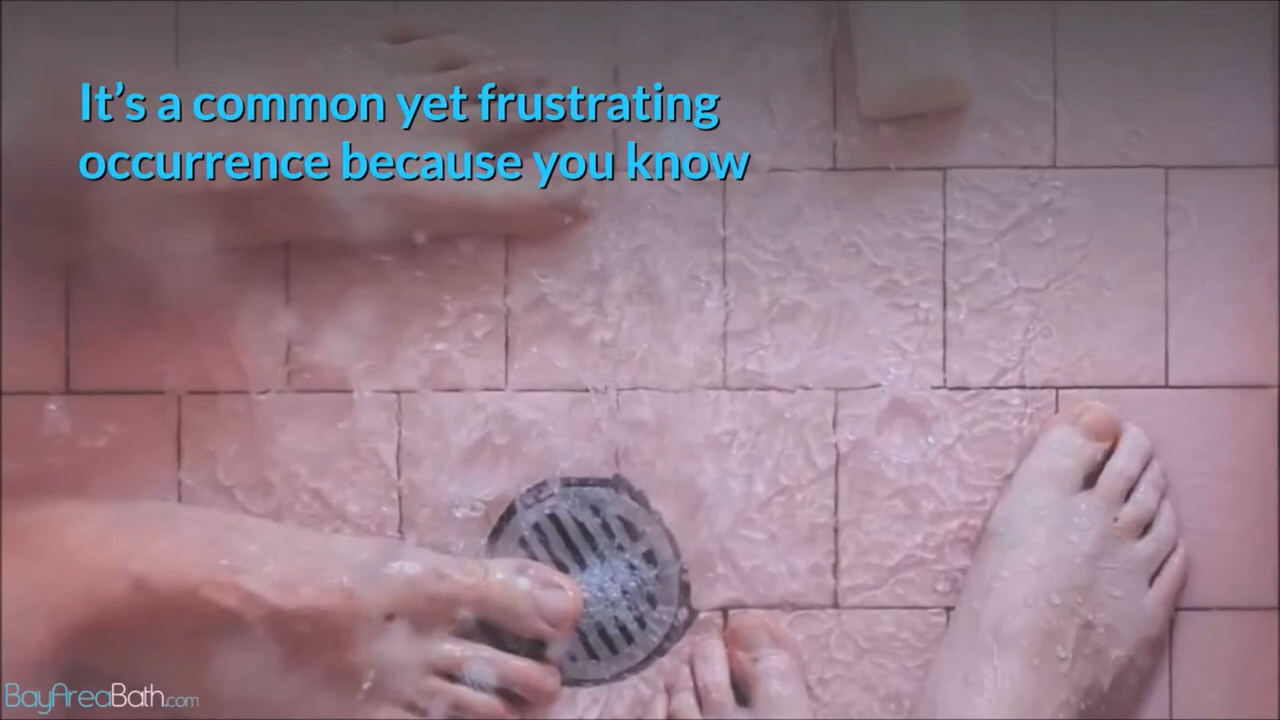 It’s a common yet frustrating
occurrence because you know
BayAreaBath.com